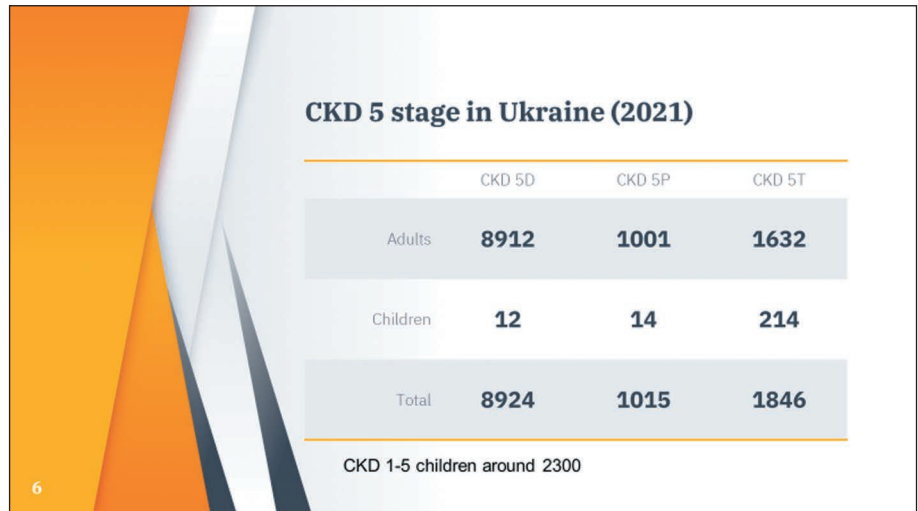 CKD 5 stage in Ukraine (2021)
CKD 5D CKD 5P CKD 5T
Adults 8912 1001 1632
Children 12 14 214
Total 8924 1015 1846
CKD 1-5 children around 2300
6